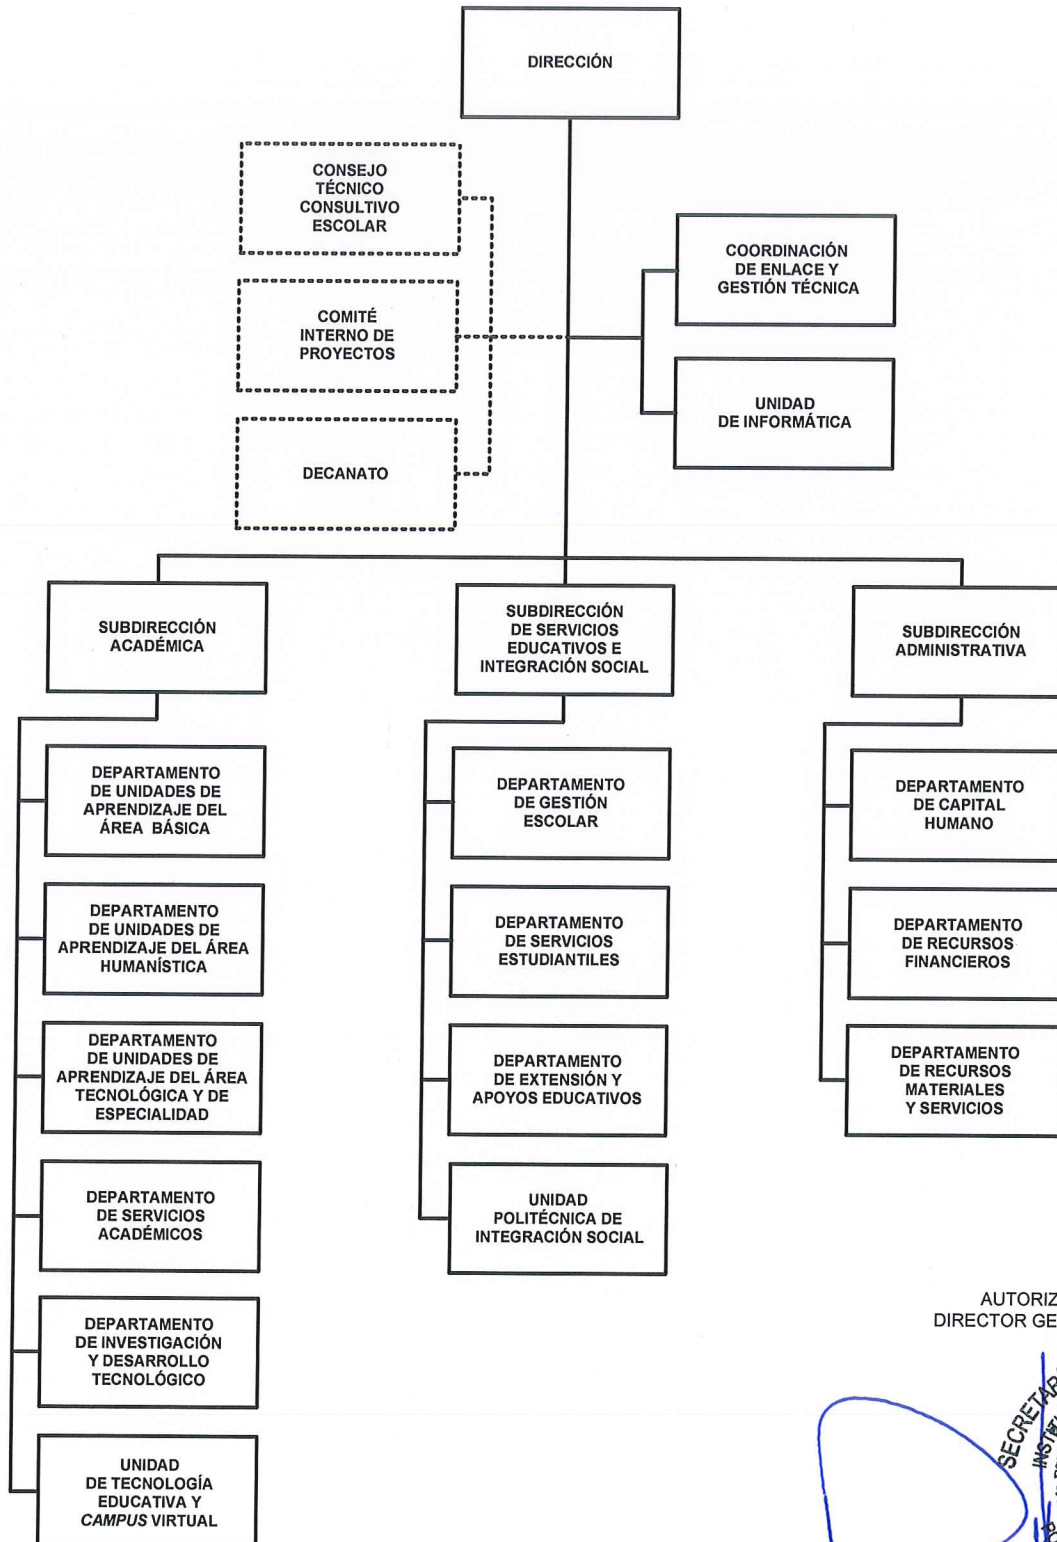 DIRECCIÓN
CONSEJO
TÉCNICO
CONSULTIVO
ESCOLAR
COMITÉ
INTERNO DE
PROYECTOS
DECANATO
COORDINACIÓN
DE ENLACE Y
GESTIÓN TÉCNICA
UNIDAD
DE INFORMÁTICA
SUBDIRECCIÓN
ACADÉMICA
DEPARTAMENTO
DE UNIDADES DE
APRENDIZAJE DEL
ÁREA BÁSICA
DEPARTAMENTO
DE UNIDADES DE
APRENDIZAJE DEL ÁREA
HUMANÍSTICA
DEPARTAMENTO
DE UNIDADES DE
APRENDIZAJE DEL ÁREA
TECNOLÓGICA Y DE
ESPECIALIDAD
DEPARTAMENTO
DE SERVICIOS
ACADÉMICOS
DEPARTAMENTO
DE INVESTIGACIÓN
Y DESARROLLO
TECNOLÓGICO
UNIDAD
DE TECNOLOGÍA
EDUCATIVA Y
CAMPUS VIRTUAL
SUBDIRECCIÓN
DE SERVICIOS
EDUCATIVOS E
INTEGRACIÓN SOCIAL
DEPARTAMENTO
DE GESTIÓN
ESCOLAR
DEPARTAMENTO
DE SERVICIOS
ESTUDIANTILES
DEPARTAMENTO
DE EXTENSIÓN Y
APOYOS EDUCATIVOS
UNIDAD
POLITÉCNICA DE
INTEGRACIÓN SOCIAL
SUBDIRECCIÓN
ADMINISTRATIVA
DEPARTAMENTO
DE CAPITAL
HUMANO
DEPARTAMENTO
DE RECURSOS
FINANCIEROS
DEPARTAMENTO
DE RECURSOS
MATERIALES
Y SERVICIOS
AUTORIZ
DIRECTOR GE